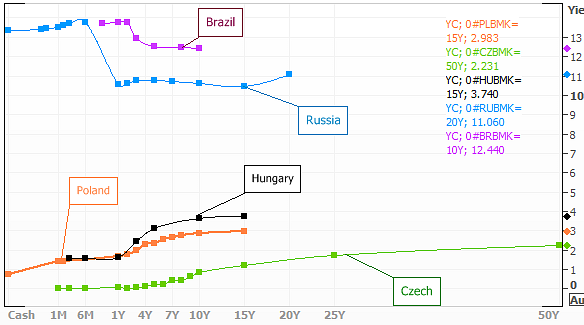 Yie
Brazil
YC; 0#PLBMK=
15Y; 2.983
YC; 0#CZBMK=
50Y; 2.231
YC; 0#HUBMK=
15Y; 3.740
YC; 0#RUBMK=
20Y; 11.060
YC; 0#BRBMK=
10Y; 12.440
13
12
11
10
9
8
7
6
5
4
3
2
1
0
Russia
Hungary
Poland
Czech
Au
Cash 1M 6M 1Y 4Y 7Y 10Y 15Y 20Y 25Y 50Y